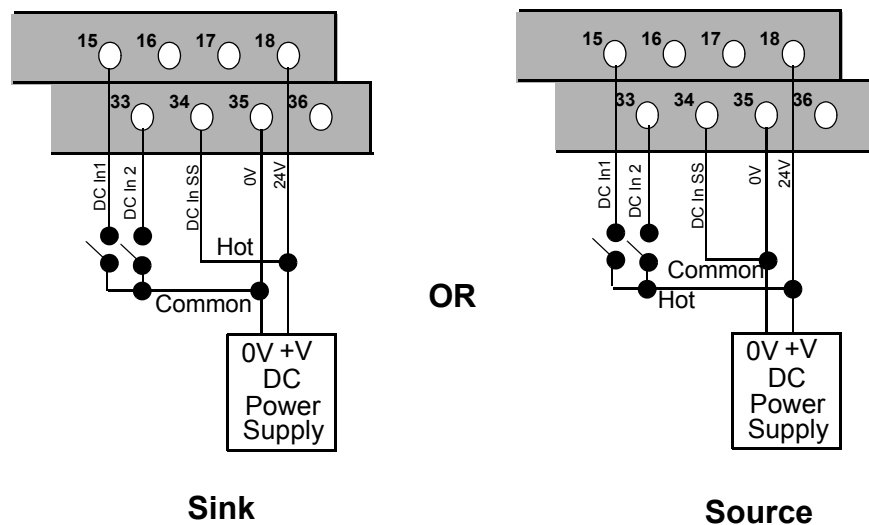 15 16 17 18
33 34 35 36
DC In1
DC In 2
DC In SS
0V
24V
Hot
Common
0V +V
DC
Power
Supply
Sink
OR
15 16 17 18
33 34 35 36
DC In1
DC In 2
DC In SS
0V
24V
Common
Hot
0V +V
DC
Power
Supply
Source